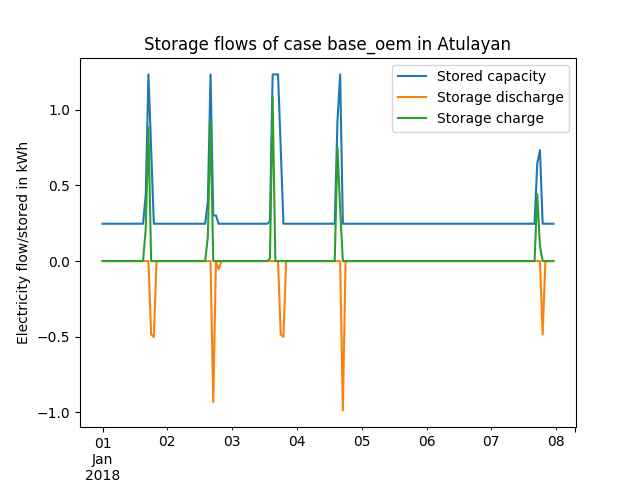 Storage flows of case base_oem in Atulayan
Stored capacity
Storage discharge
Storage charge
Electricity flow/stored in kWh
1.0
0.5
0.0
−0.5
−1.0
01 02 03 04 05 06 07 08
Jan
2018